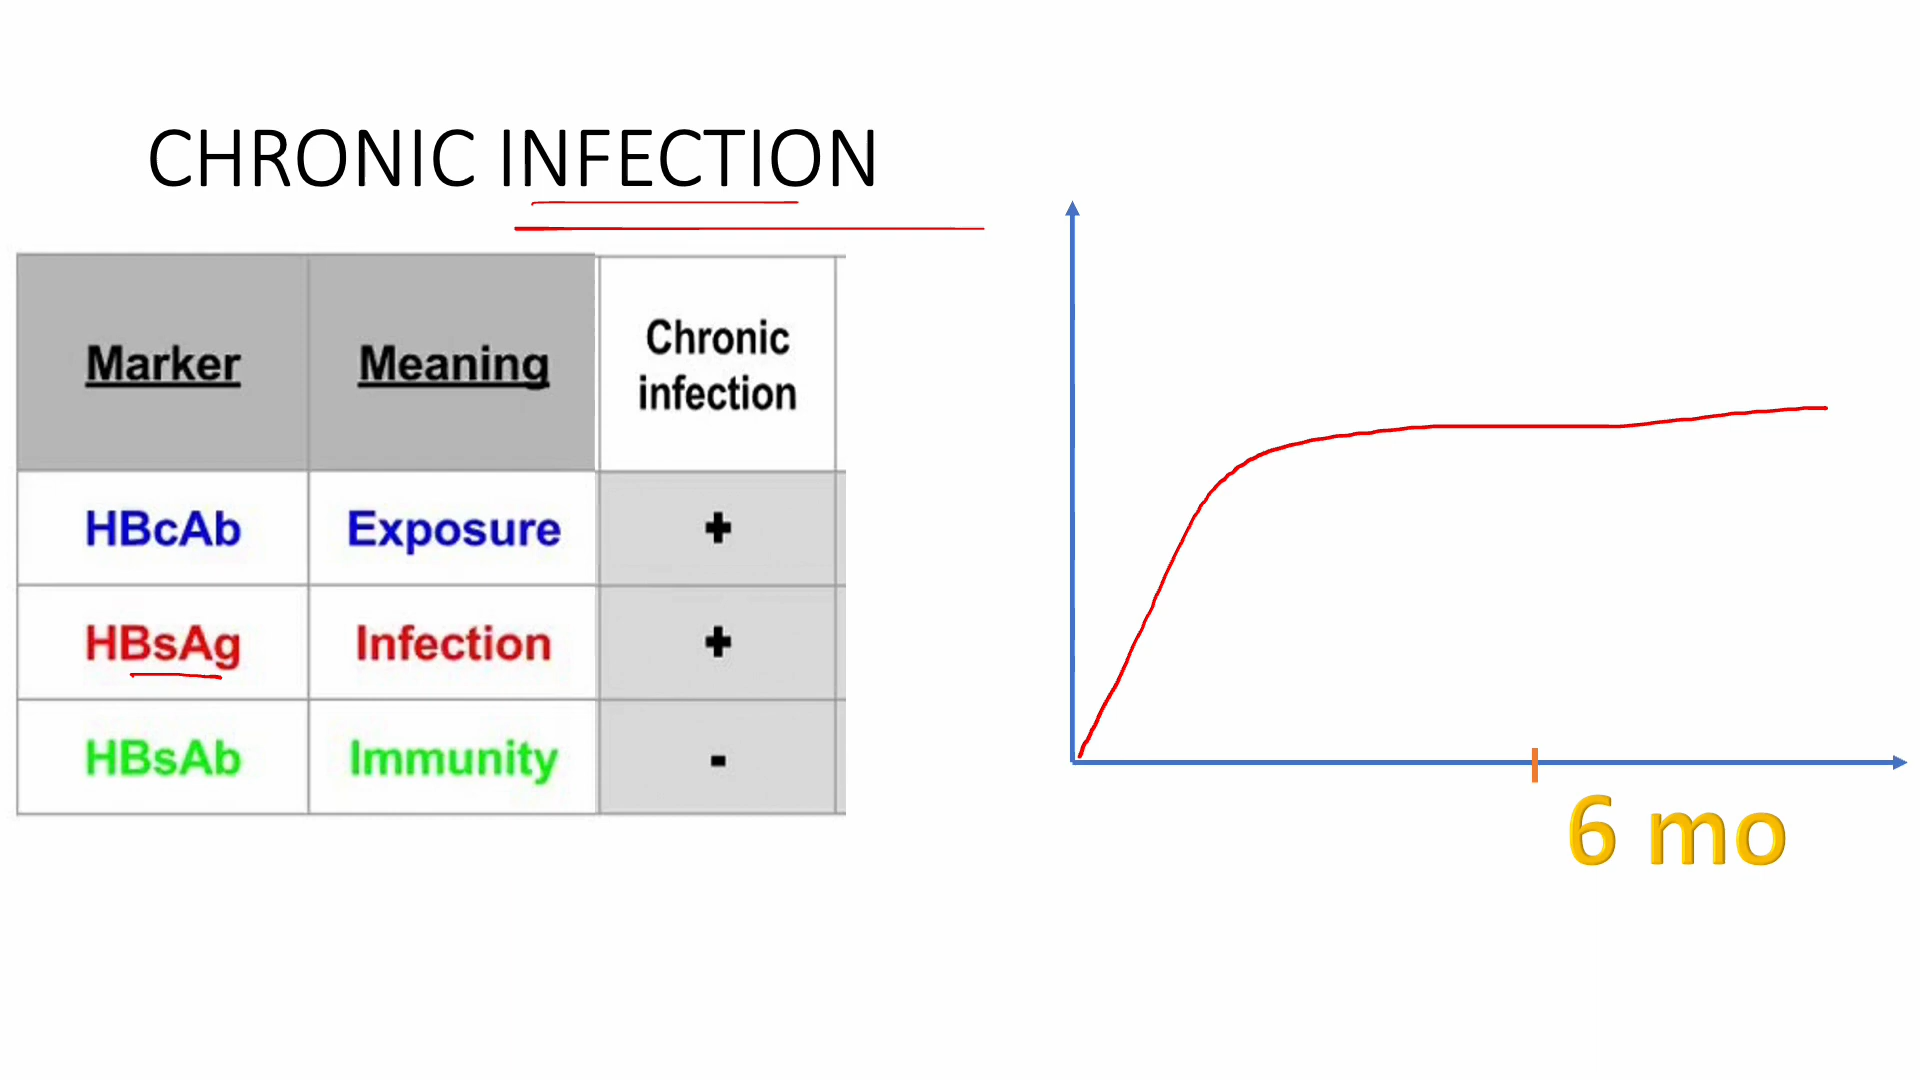 CHRONIC INFECTION
Marker Meaning Chronic infection
HBcAb Exposure +
HBsAg Infection +
HBsAb Immunity -
6 mo